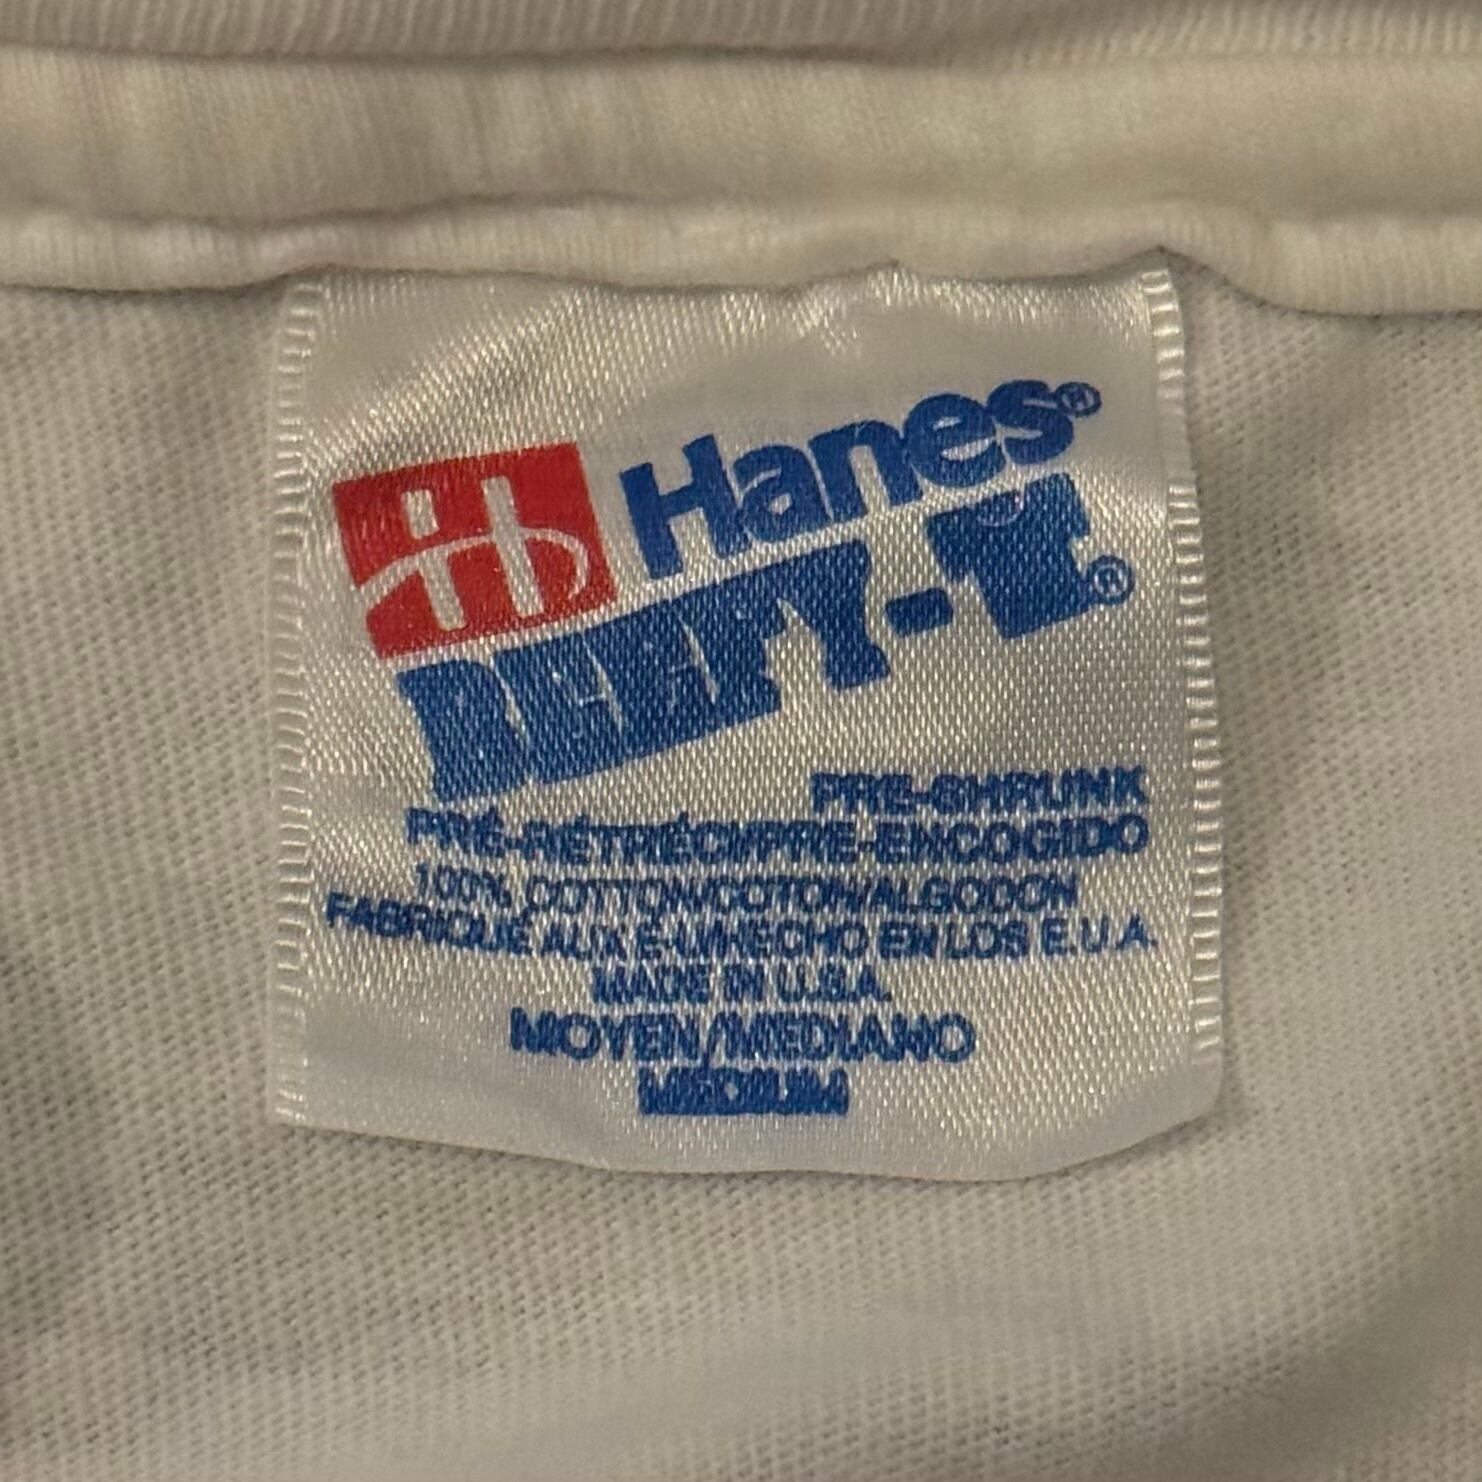 Hanes®
BEEFY-T®
PRE-SHRUNK
PRÉ-RÉTRÉCI/PRE-ENCOGIDO
100% COTTON/COTON/ALGODON
FABRIQUE AUX E-U/HECHO EN LOS E.U.A.
MADE IN U.S.A.
MOYEN/MEDIANO
MEDIUM